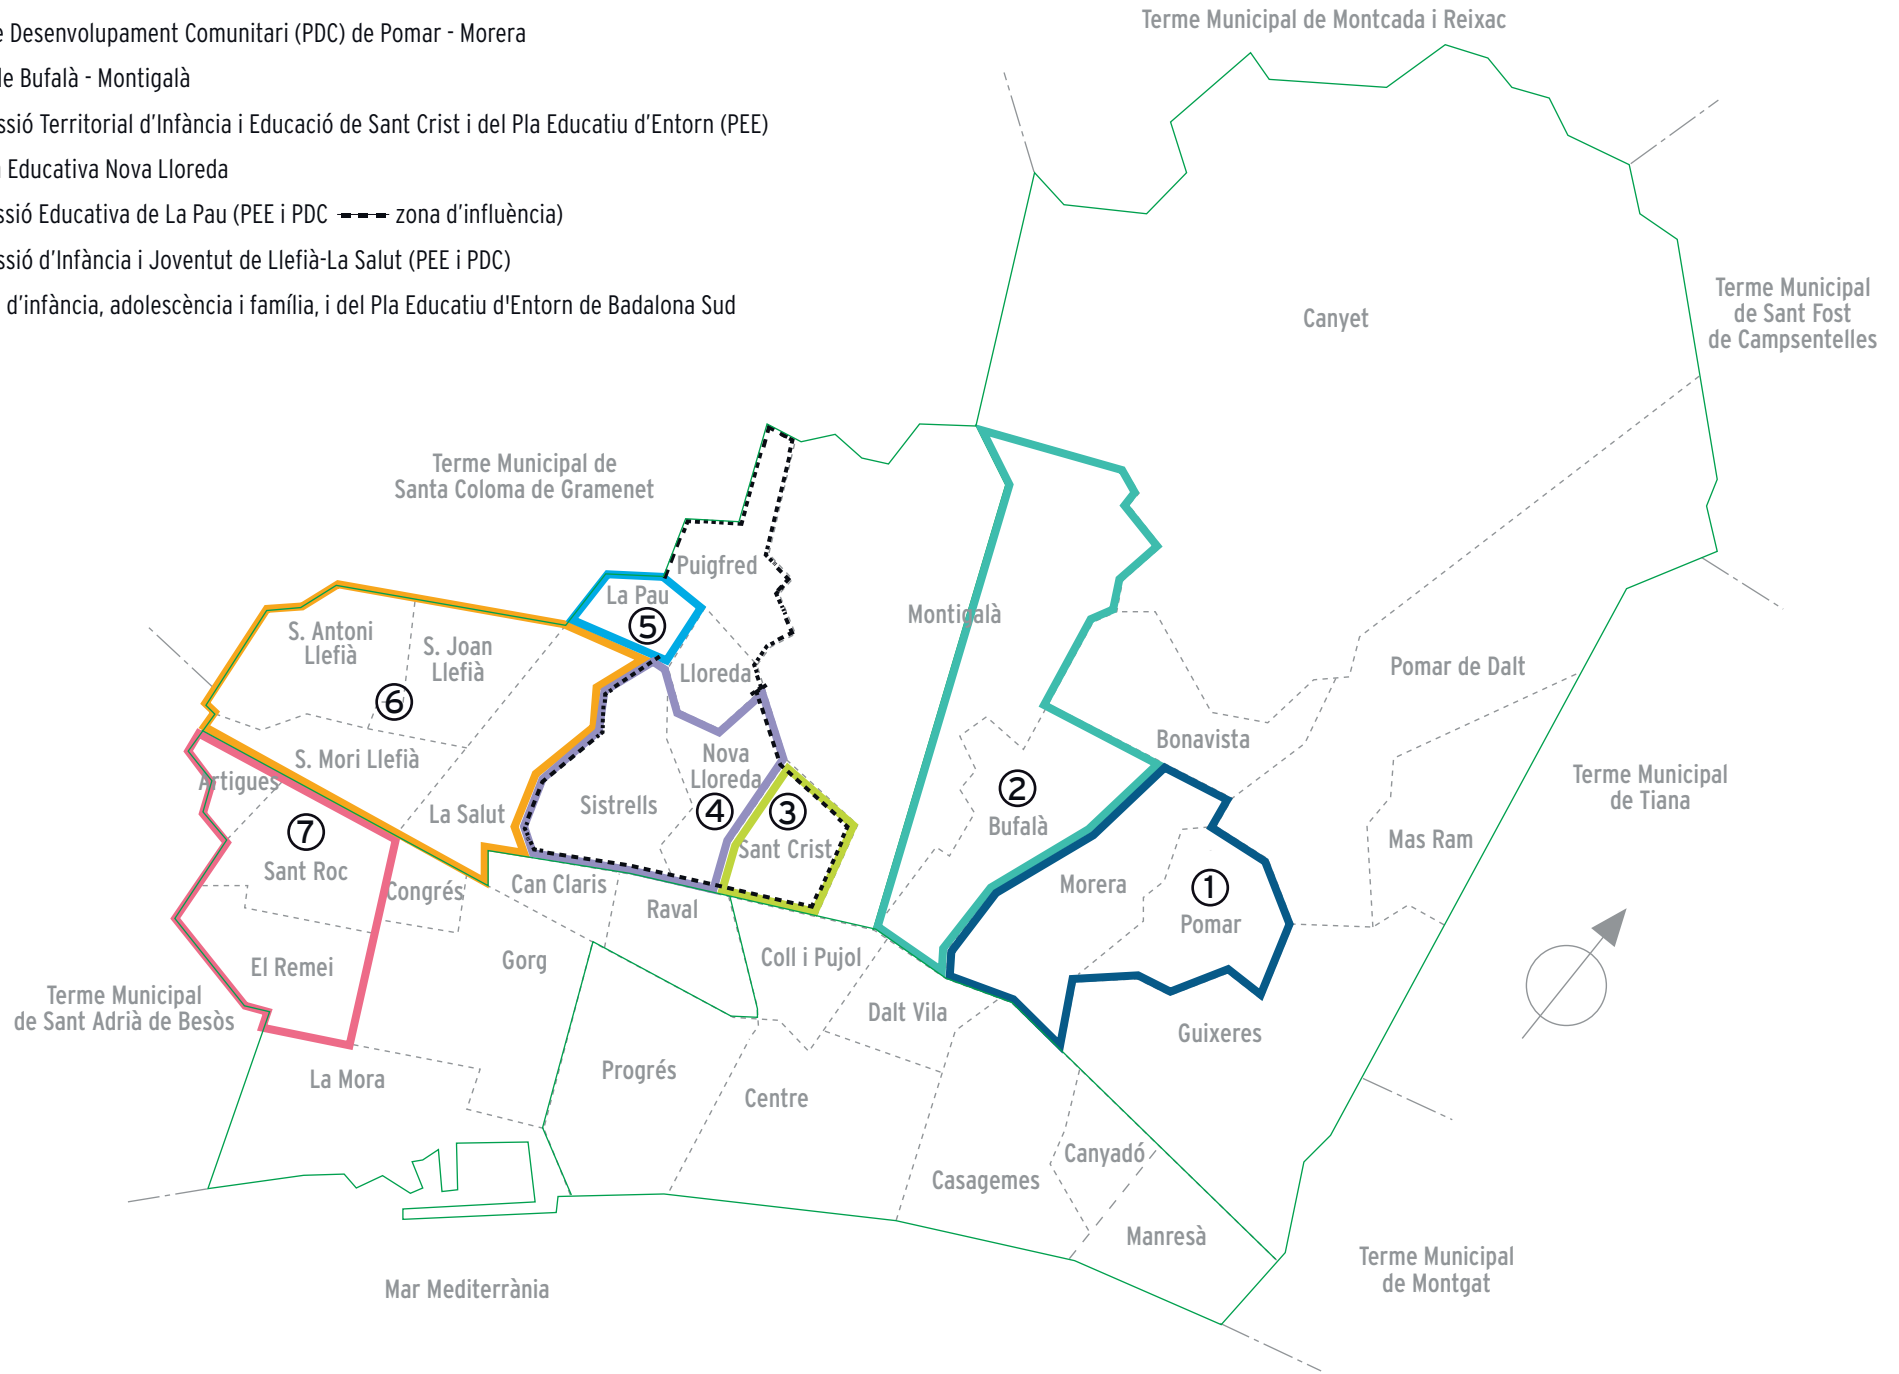 e Desenvolupament Comunitari (PDC) de Pomar - Morera
de Bufalà - Montigalà
ssió Territorial d'Infància i Educació de Sant Crist i del Pla Educatiu d'Entorn (PEE)
a Educativa Nova Lloreda
ssió Educativa de La Pau (PEE i PDC ---- zona d'influència)
ssió d'Infància i Joventut de Llefià-La Salut (PEE i PDC)
d'infància, adolescència i família, i del Pla Educatiu d'Entorn de Badalona Sud
Terme Municipal de Montcada i Reixac
Terme Municipal
de Sant Fost
de Campsentelles
Canyet
Terme Municipal de
Santa Coloma de Gramenet
Puigfred
La Pau
5
Montigalà
S. Antoni
Llefià
S. Joan
Llefià
6
Lloreda
Pomar de Dalt
Bonavista
S. Mori Llefià
Artigues
Nova
Lloreda
4
3
2
Bufalà
Sistrells
La Salut
Terme Municipal
de Tiana
7
Sant Roc
Sant Crist
Mas Ram
Congrés
Can Claris
Raval
Morera
1
Pomar
El Remei
Gorg
Coll i Pujol
Terme Municipal
de Sant Adrià de Besòs
Dalt Vila
Guixeres
La Mora
Progrés
Centre
Canyadó
Casagemes
Manresà
Terme Municipal
de Montgat
Mar Mediterrània